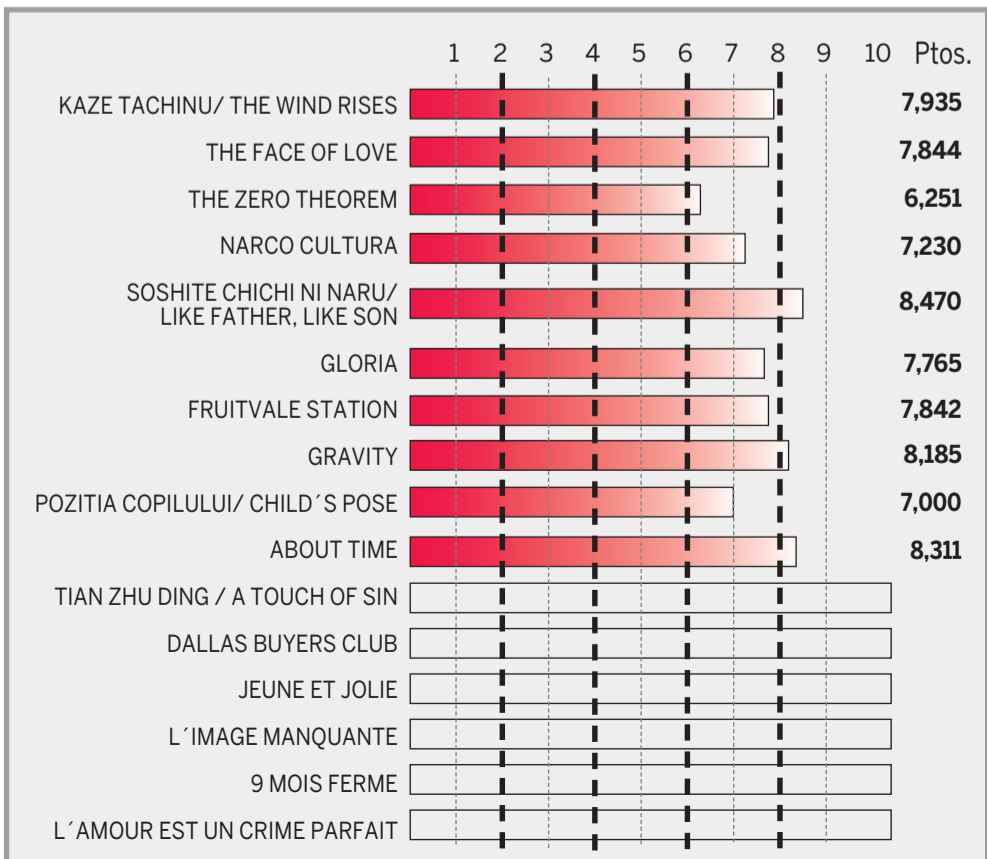 1 2 3 4 5 6 7 8 9 10 Ptos.
KAZE TACHINU/ THE WIND RISES 7,935
THE FACE OF LOVE 7,844
THE ZERO THEOREM 6,251
NARCO CULTURA 7,230
SOSHITE CHICHI NI NARU/
LIKE FATHER, LIKE SON 8,470
GLORIA 7,765
FRUITVALE STATION 7,842
GRAVITY 8,185
POZITIA COPILULUI/ CHILD´S POSE 7,000
ABOUT TIME 8,311
TIAN ZHU DING / A TOUCH OF SIN
DALLAS BUYERS CLUB
JEUNE ET JOLIE
L´IMAGE MANQUANTE
9 MOIS FERME
L´AMOUR EST UN CRIME PARFAIT